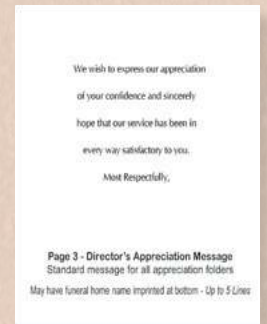 We wish to express our appreciation
of your confidence and sincerely
hope that our service has been in
every way satisfactory to you.
Most Respectfully,
Page 3 - Director's Appreciation Message
Standard message for all appreciation folders
May have funeral home name imprinted at bottom - Up to 5 Lines